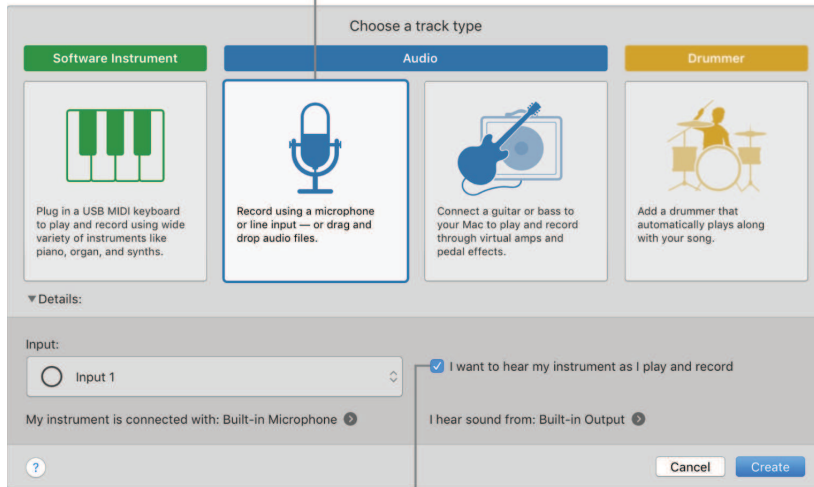 Choose a track type
Software Instrument
Audio
Drummer
Plug in a USB MIDI keyboard
to play and record using wide
variety of instruments like
piano, organ, and synths.
Record using a microphone
or line input — or drag and
drop audio files.
Connect a guitar or bass to
your Mac to play and record
through virtual amps and
pedal effects.
Add a drummer that
automatically plays along
with your song.
▼Details:
Input:
Input 1
I want to hear my instrument as I play and record
My instrument is connected with: Built-in Microphone
I hear sound from: Built-in Output
?
Cancel
Create